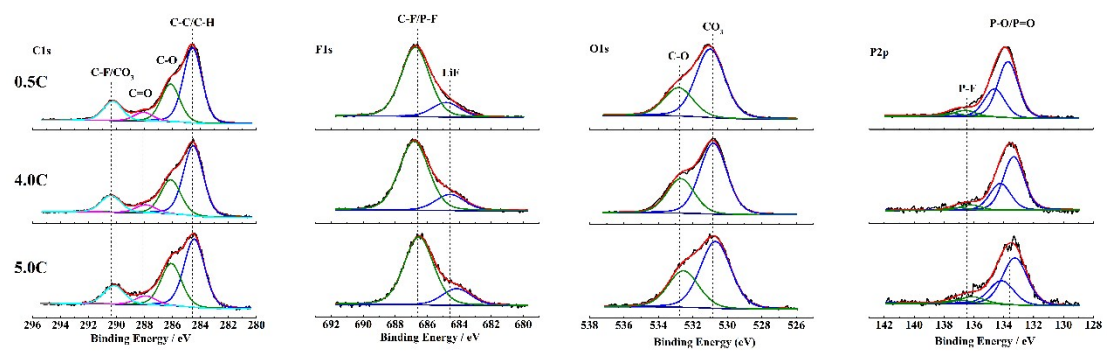 C1s
C-C/C-H
C-O
C-F/CO3
C=O
F1s
C-F/P-F
LiF
O1s
C-O
CO3
P2p
P-O/P=O
P-F
0.5C
4.0C
5.0C
296 294 292 290 288 286 284 282 280
Binding Energy / eV
692 690 688 686 684 682 680
Binding Energy / eV
538 536 534 532 530 528 526
Binding Energy (eV)
142 140 138 136 134 132 130 128
Binding Energy / eV